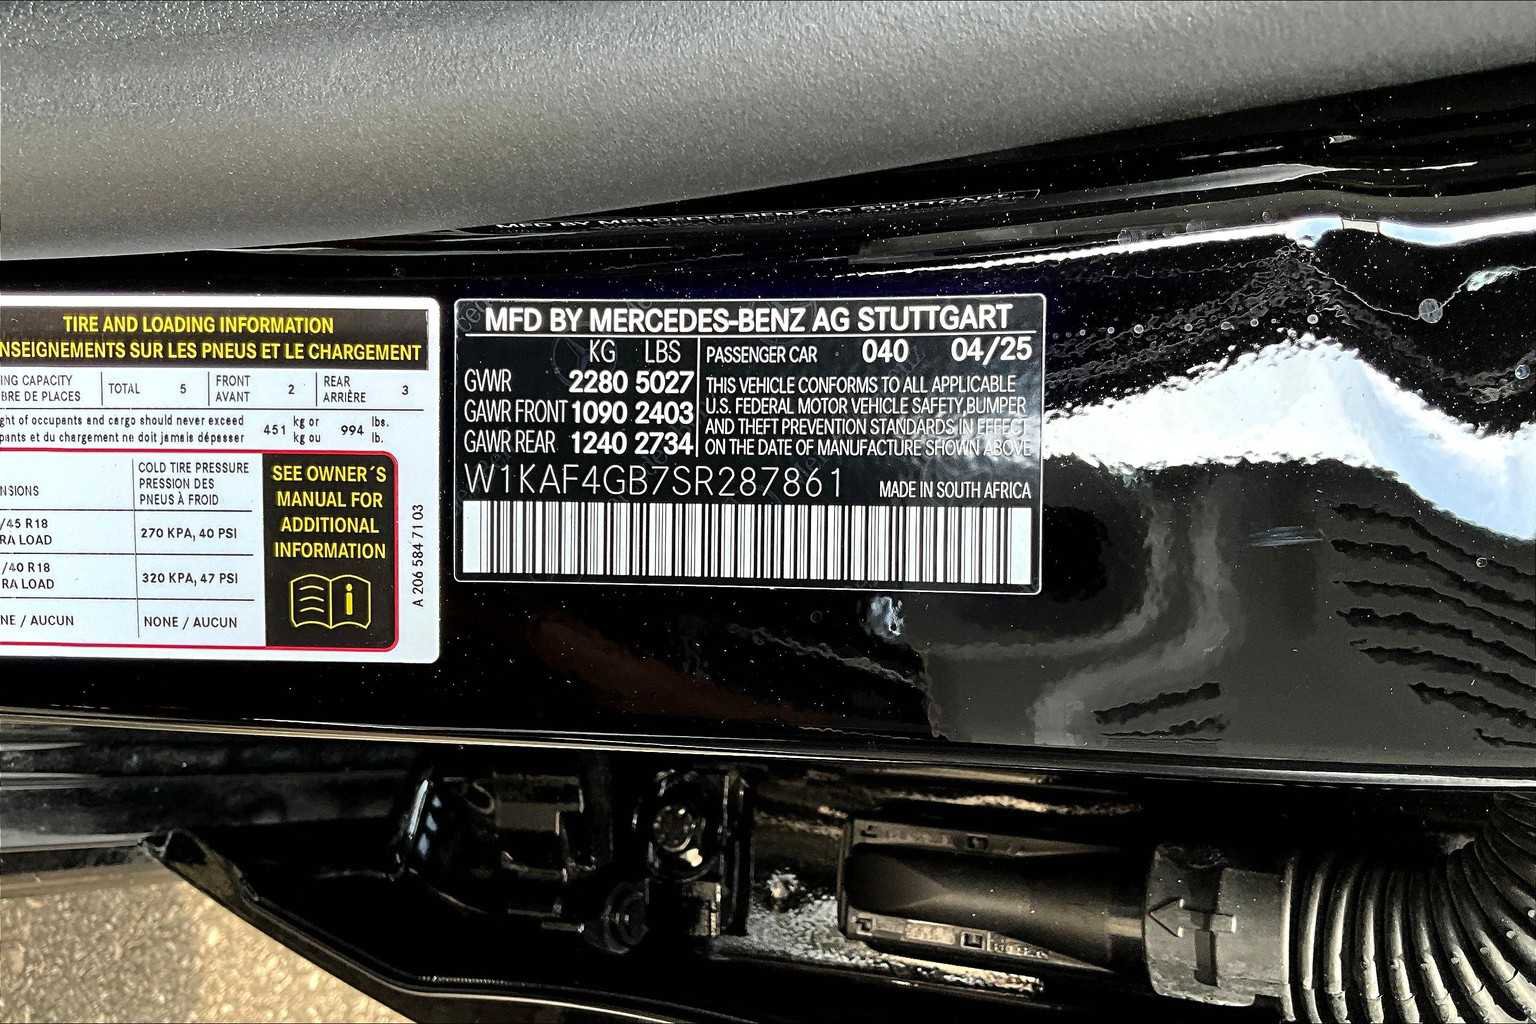 TIRE AND LOADING INFORMATION
NSEIGNEMENTS SUR LES PNEUS ET LE CHARGEMENT
ING CAPACITY
BRE DE PLACES
TOTAL 5
FRONT
AVANT
2
REAR
ARRIÈRE
3
ght of occupants and cargo should never exceed
pants et du chargement ne doit jamais dépasser
451
kg or
kg ou
994
lbs.
lb.
NSIONS
COLD TIRE PRESSURE
PRESSION DES
PNEUS À FROID
/45 R18
RA LOAD
270 KPA, 40 PSI
/40 R18
RA LOAD
320 KPA, 47 PSI
NE / AUCUN
NONE / AUCUN
SEE OWNER´S
MANUAL FOR
ADDITIONAL
INFORMATION
i
A 206 584 71 03
MFD BY MERCEDES-BENZ AG STUTTGART
KG LBS
GVWR 2280 5027
GAWR FRONT 1090 2403
GAWR REAR 1240 2734
PASSENGER CAR 040 04/25
THIS VEHICLE CONFORMS TO ALL APPLICABLE
U.S. FEDERAL MOTOR VEHICLE SAFETY,BUMPER
AND THEFT PREVENTION STANDARDS IN EFFECT
ON THE DATE OF MANUFACTURE SHOWN ABOVE
W1KAF4GB7SR287861
MADE IN SOUTH AFRICA